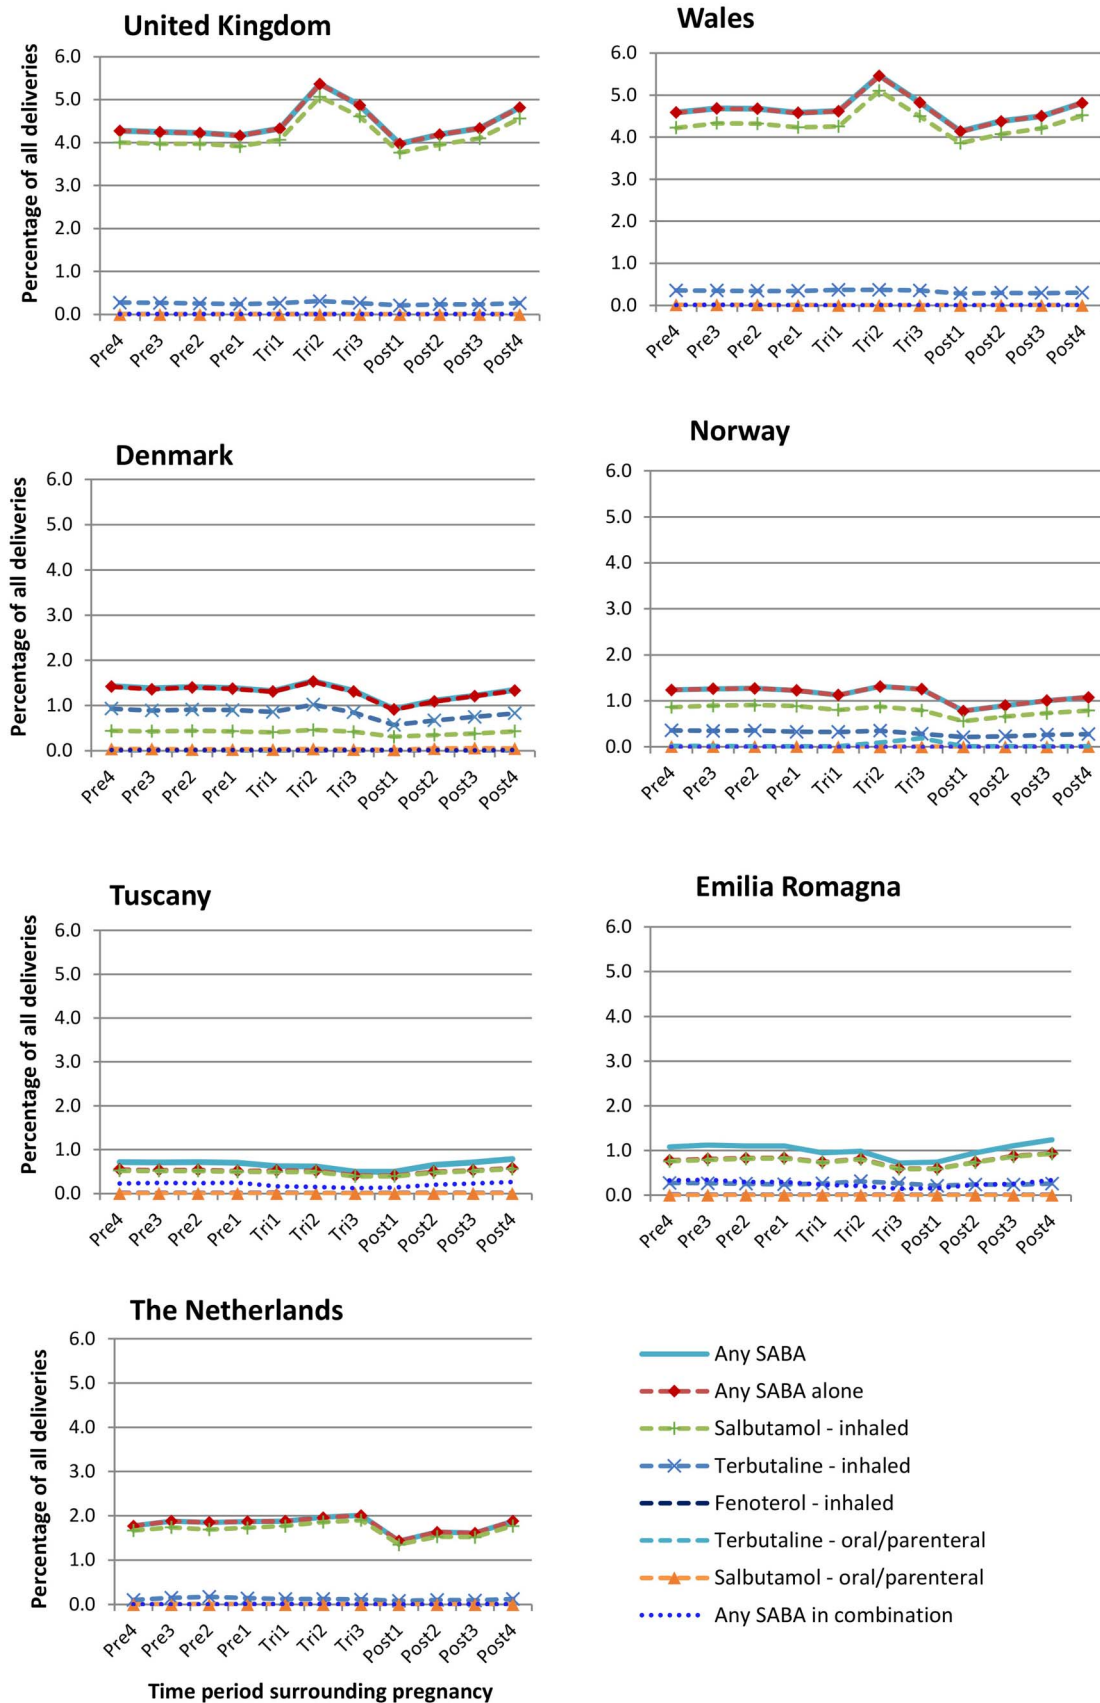 United Kingdom
Percentage of all deliveries
6.0
5.0
4.0
3.0
2.0
1.0
0.0
Pre4 Pre3 Pre2 Pre1 Tri1 Tri2 Tri3 Post1 Post2 Post3 Post4
Wales
6.0
5.0
4.0
3.0
2.0
1.0
0.0
Pre4 Pre3 Pre2 Pre1 Tri1 Tri2 Tri3 Post1 Post2 Post3 Post4
Denmark
Percentage of all deliveries
6.0
5.0
4.0
3.0
2.0
1.0
0.0
Pre4 Pre3 Pre2 Pre1 Tri1 Tri2 Tri3 Post1 Post2 Post3 Post4
Norway
6.0
5.0
4.0
3.0
2.0
1.0
0.0
Pre4 Pre3 Pre2 Pre1 Tri1 Tri2 Tri3 Post1 Post2 Post3 Post4
Tuscany
Percentage of all deliveries
6.0
5.0
4.0
3.0
2.0
1.0
0.0
Pre4 Pre3 Pre2 Pre1 Tri1 Tri2 Tri3 Post1 Post2 Post3 Post4
Emilia Romagna
6.0
5.0
4.0
3.0
2.0
1.0
0.0
Pre4 Pre3 Pre2 Pre1 Tri1 Tri2 Tri3 Post1 Post2 Post3 Post4
The Netherlands
Percentage of all deliveries
6.0
5.0
4.0
3.0
2.0
1.0
0.0
Pre4 Pre3 Pre2 Pre1 Tri1 Tri2 Tri3 Post1 Post2 Post3 Post4
Time period surrounding pregnancy
Any SABA
Any SABA alone
Salbutamol - inhaled
Terbutaline - inhaled
Fenoterol - inhaled
Terbutaline - oral/parenteral
Salbutamol - oral/parenteral
Any SABA in combination